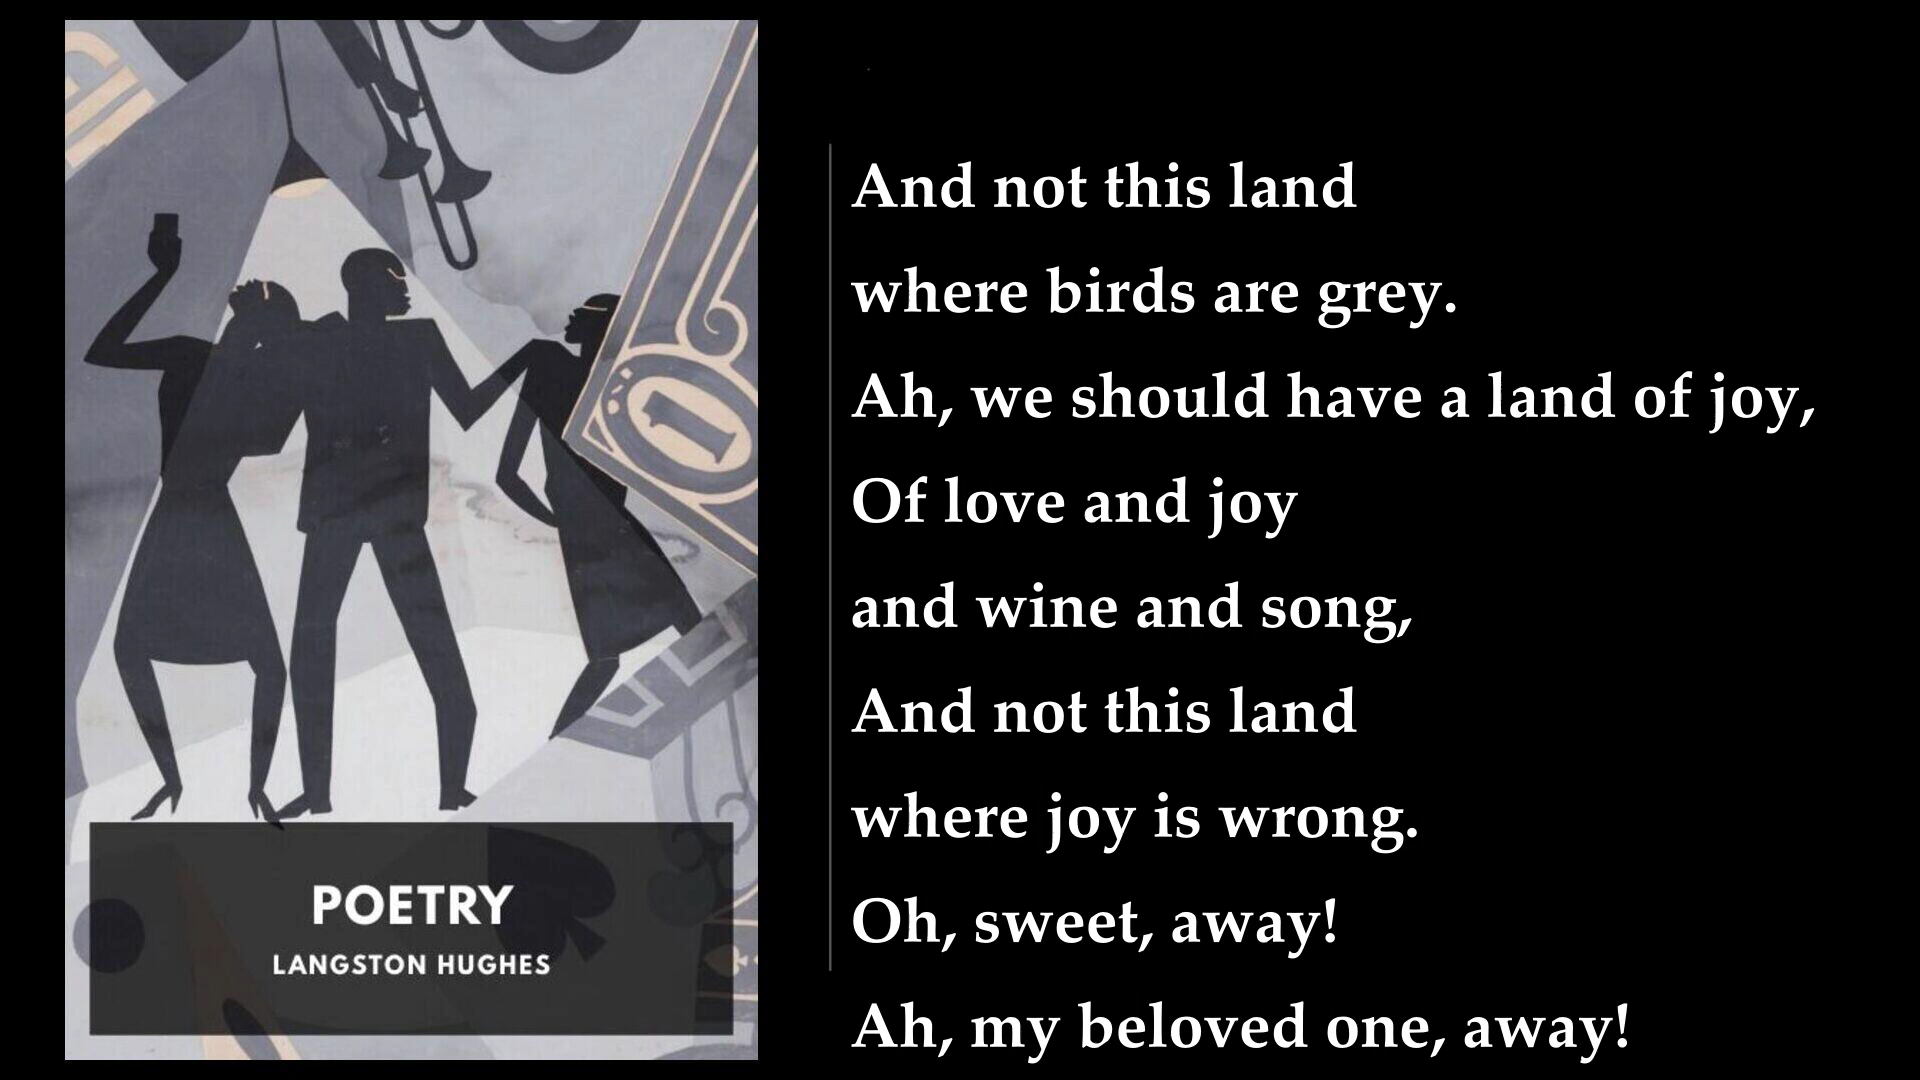 POETRY
LANGSTON HUGHES
And not this land
where birds are grey.
Ah, we should have a land of joy,
Of love and joy
and wine and song,
And not this land
where joy is wrong.
Oh, sweet, away!
Ah, my beloved one, away!